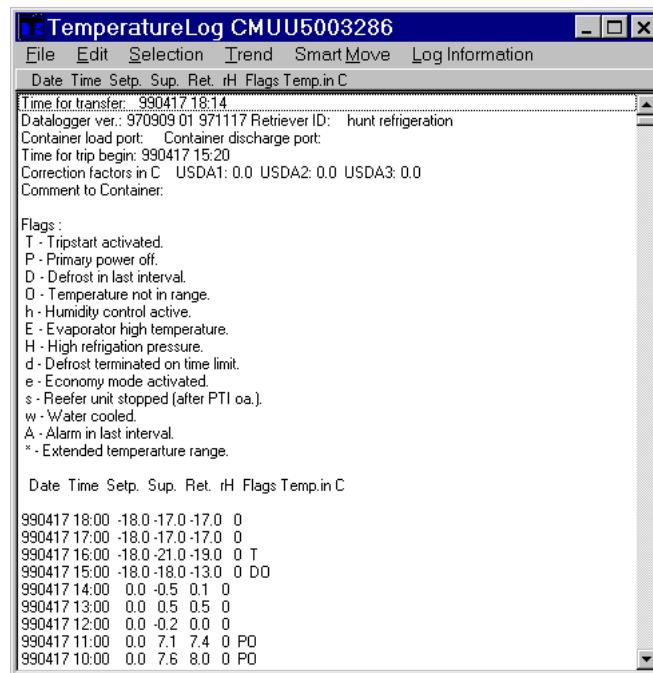 TemperatureLog CMUU5003286
File Edit Selection Trend Smart Move Log Information
Date Time Setp. Sup. Ret. rH Flags Temp.in C
Time for transfer: 990417 18:14
Datalogger ver.: 970909 01 971117 Retriever ID: hunt refrigeration
Container load port: Container discharge port:
Time for trip begin: 990417 15:20
Correction factors in C USDA1: 0.0 USDA2: 0.0 USDA3: 0.0
Comment to Container:
Flags :
T - Tripstart activated.
P - Primary power off.
D - Defrost in last interval.
O - Temperature not in range.
h - Humidity control active.
E - Evaporator high temperature.
H - High refrigation pressure.
d - Defrost terminated on time limit.
e - Economy mode activated.
s - Reefer unit stopped (after PTI oa.).
w - Water cooled.
A - Alarm in last interval.
* - Extended temperarture range.
Date Time Setp. Sup. Ret. rH Flags Temp.in C
990417 18:00 -18.0 -17.0 -17.0 0
990417 17:00 -18.0 -17.0 -17.0 0
990417 16:00 -18.0 -21.0 -19.0 0 T
990417 15:00 -18.0 -18.0 -13.0 0 DO
990417 14:00 0.0 -0.5 0.1 0
990417 13:00 0.0 0.5 0.5 0
990417 12:00 0.0 -0.2 0.0 0
990417 11:00 0.0 7.1 7.4 0 PO
990417 10:00 0.0 7.6 8.0 0 PO